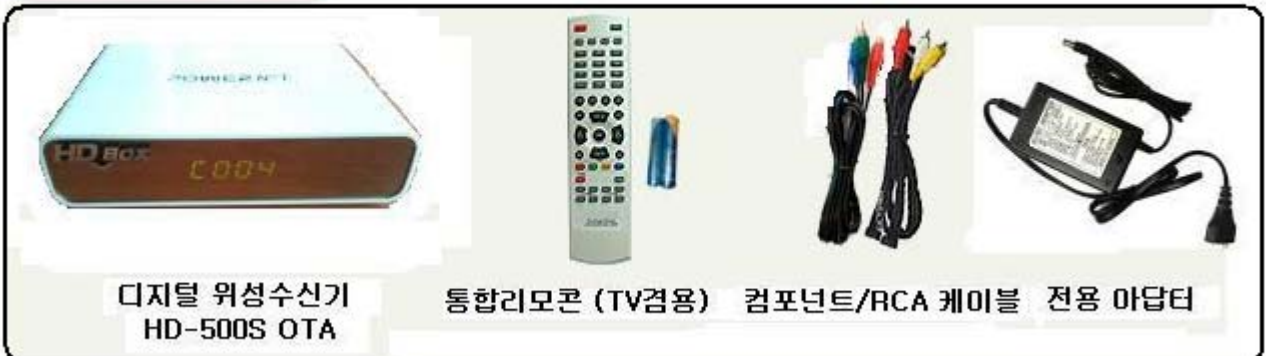 HD BOX
C004
디지털 위성수신기
HD-500S OTA
통합리모콘 (TV겸용)
컴포넌트/RCA 케이블
전용 아답터